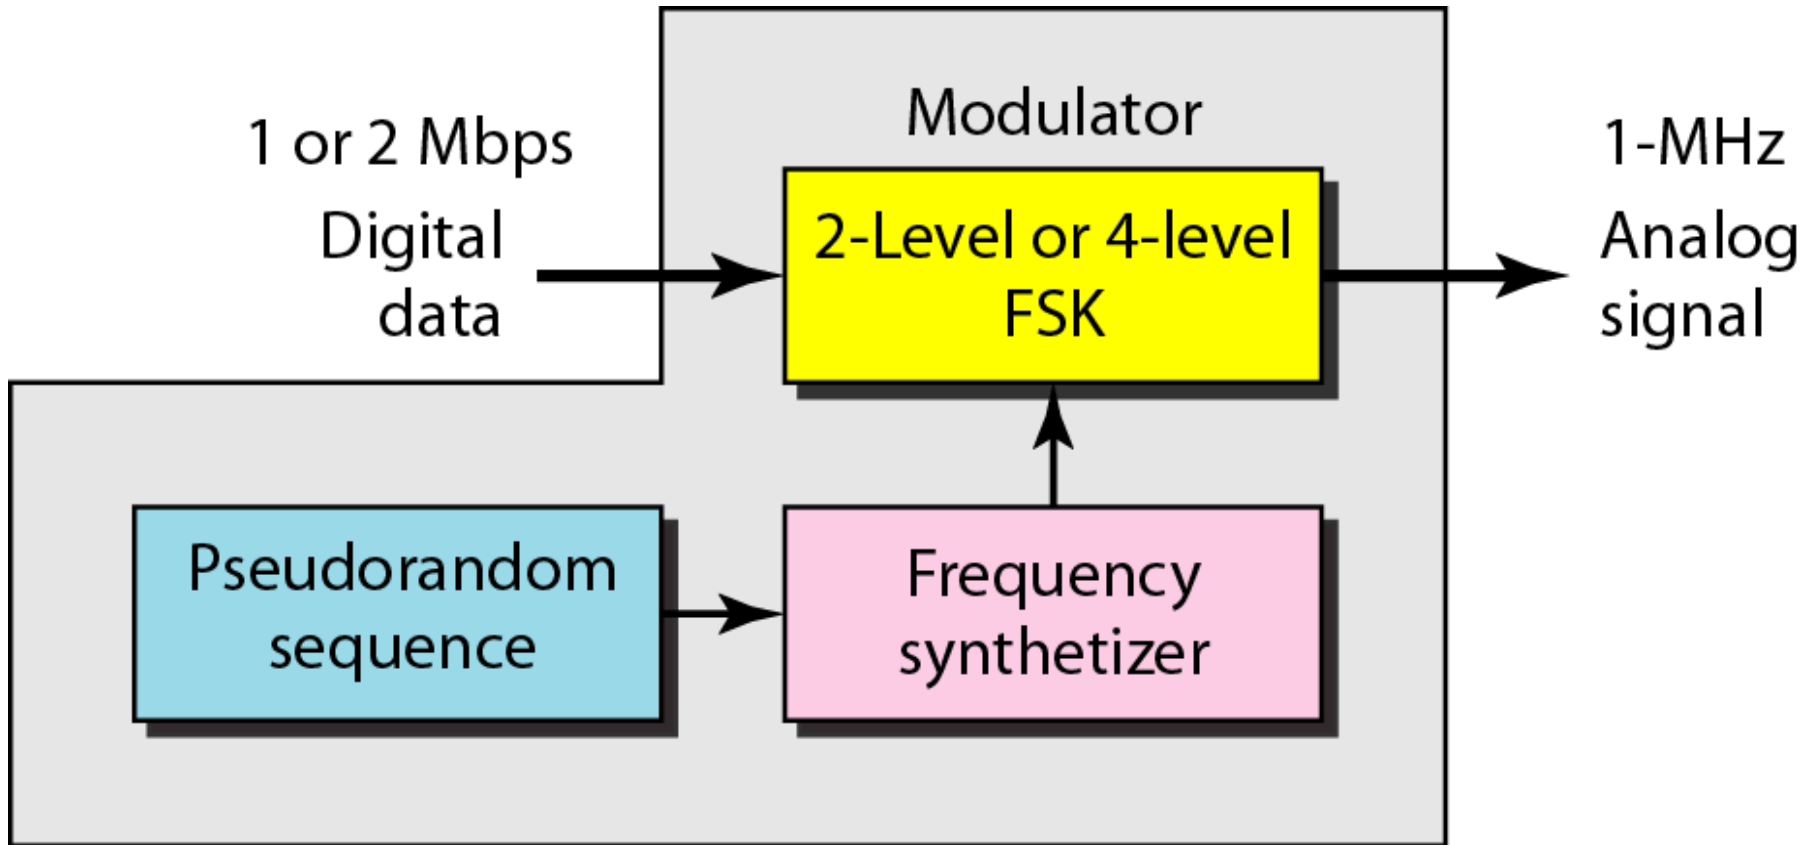 1 or 2 Mbps
Digital
data
Modulator
2-Level or 4-level
FSK
1-MHz
Analog
signal
Pseudorandom
sequence
Frequency
synthetizer